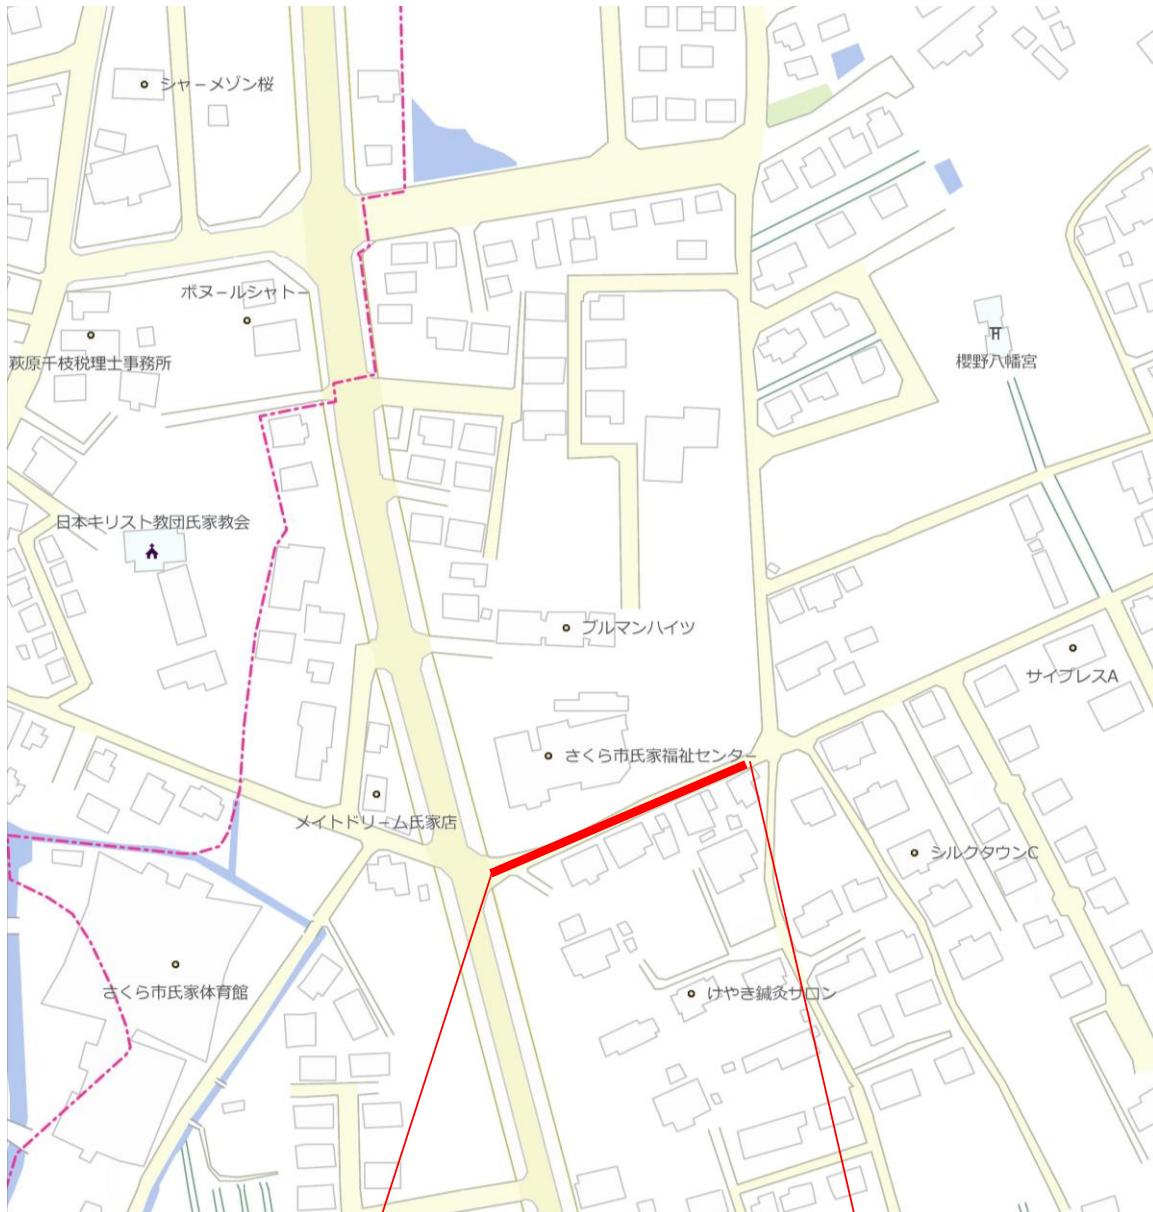 シャーメゾン桜
ボヌールシャトー
萩原千枝税理士事務所
櫻野八幡宮
日本キリスト教団氏家教会
ブルマンハイツ
サイプレスA
さくら市氏家福祉センター
メイトドリーム氏家店
シルクタウンC
さくら市氏家体育館
けやき鍼灸サロン